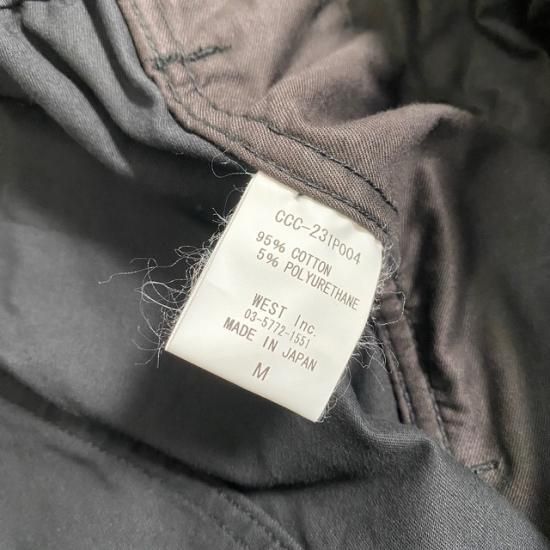 CCC-231P004
95% COTTON
5% POLYURETHANE
WEST Inc.
03-5772-1551
MADE IN JAPAN
M